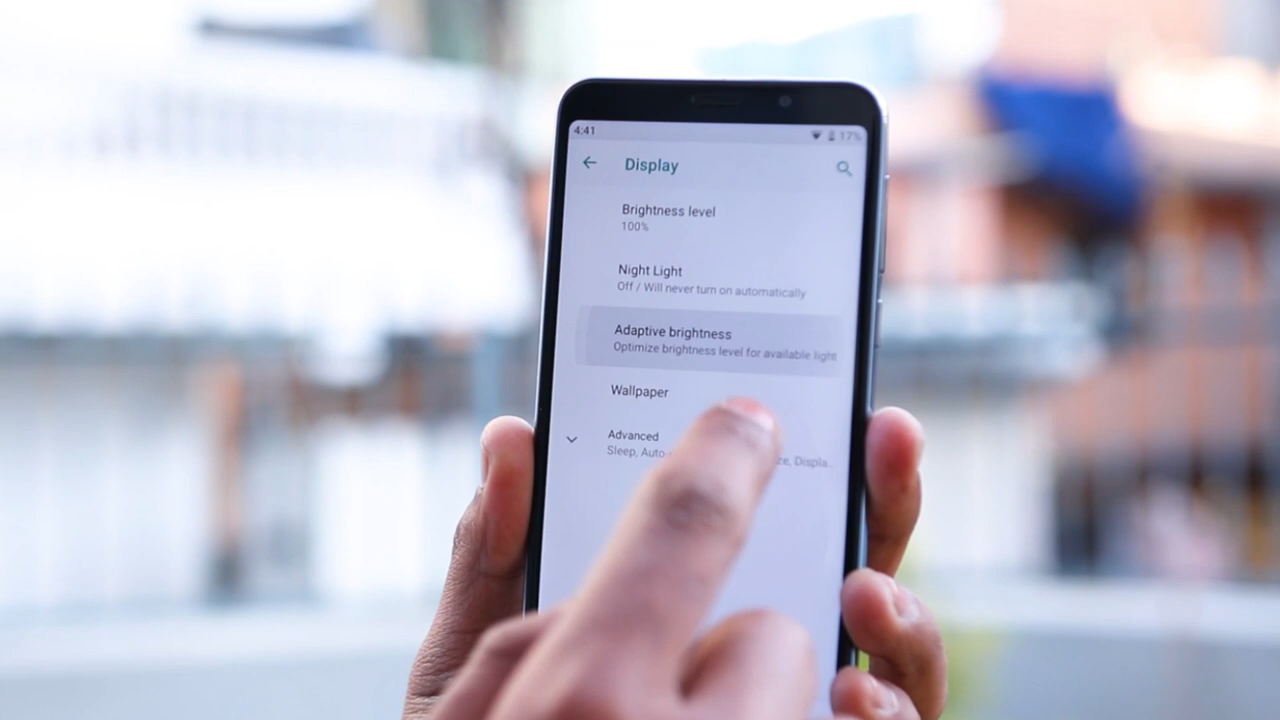 4:41 17%
Display
Brightness level
100%
Night Light
Off / Will never turn on automatically
Adaptive brightness
Optimize brightness level for available light
Wallpaper
Advanced
Sleep, Auto- ze, Displa...